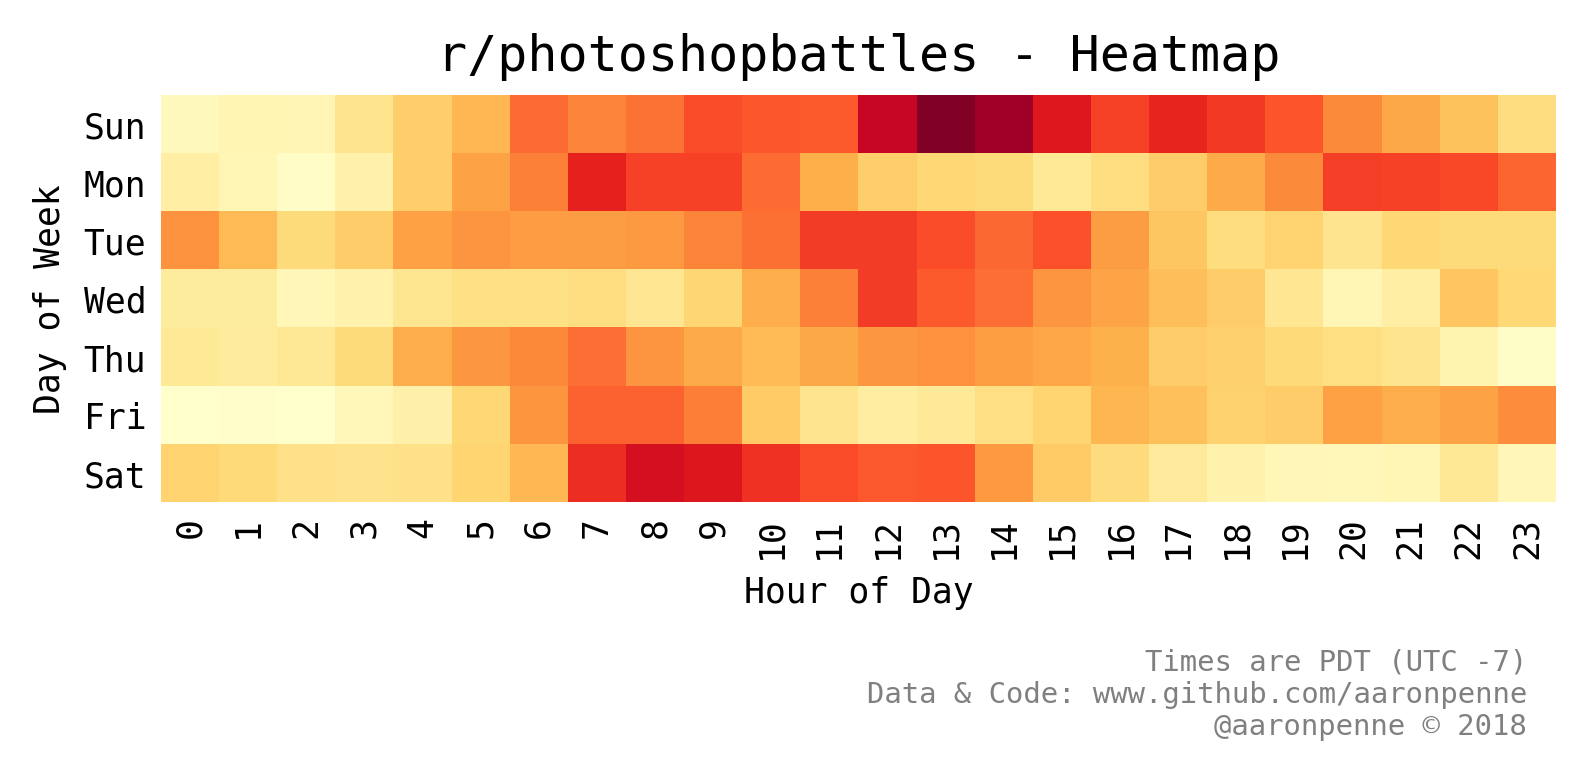 r/photoshopbattles - Heatmap
Day of Week
Sun
Mon
Tue
Wed
Thu
Fri
Sat
0 1 2 3 4 5 6 7 8 9 10 11 12 13 14 15 16 17 18 19 20 21 22 23
Hour of Day
Times are PDT (UTC -7)
Data & Code: www.github.com/aaronpenne
@aaronpenne © 2018